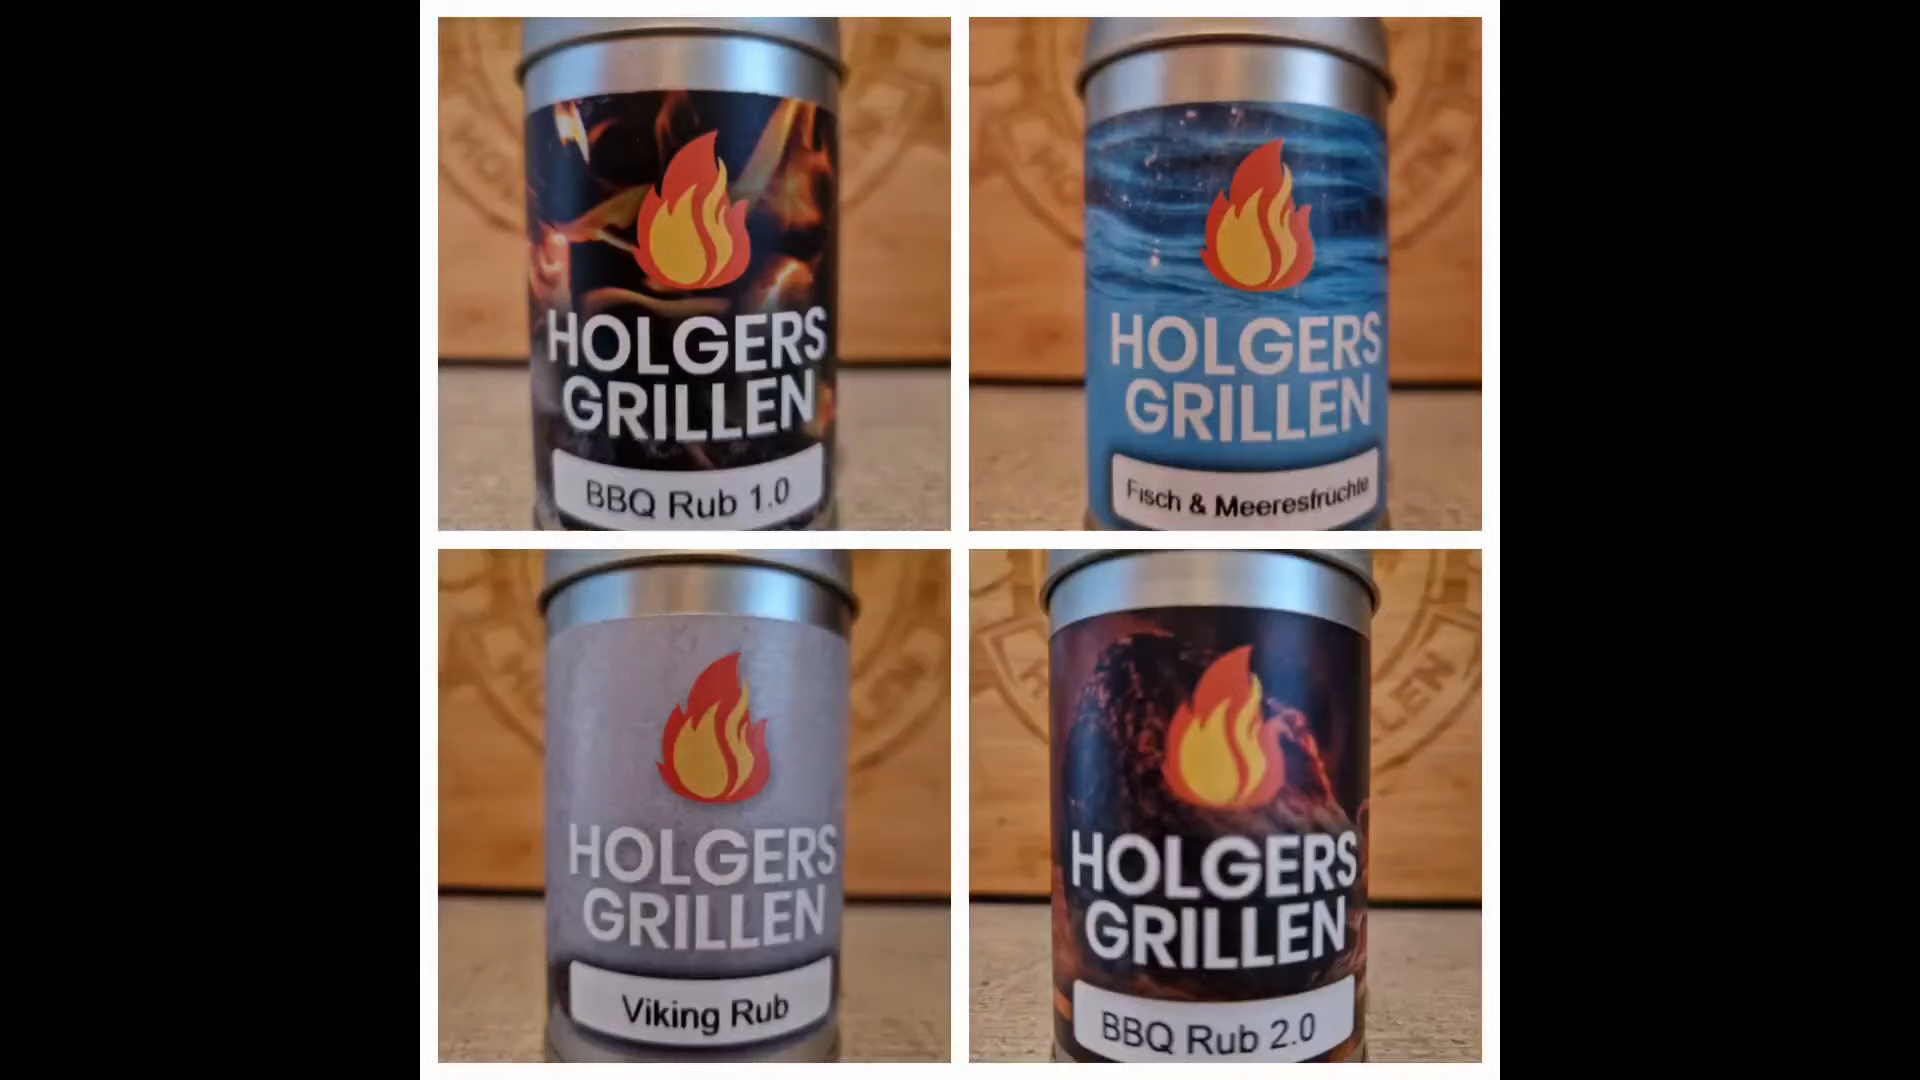 HOLGERS
GRILLEN
BBQ Rub 1.0
HOLGERS
GRILLEN
Fisch & Meeresfrüchte
HOLGERS
GRILLEN
Viking Rub
HOLGERS
GRILLEN
BBQ Rub 2.0